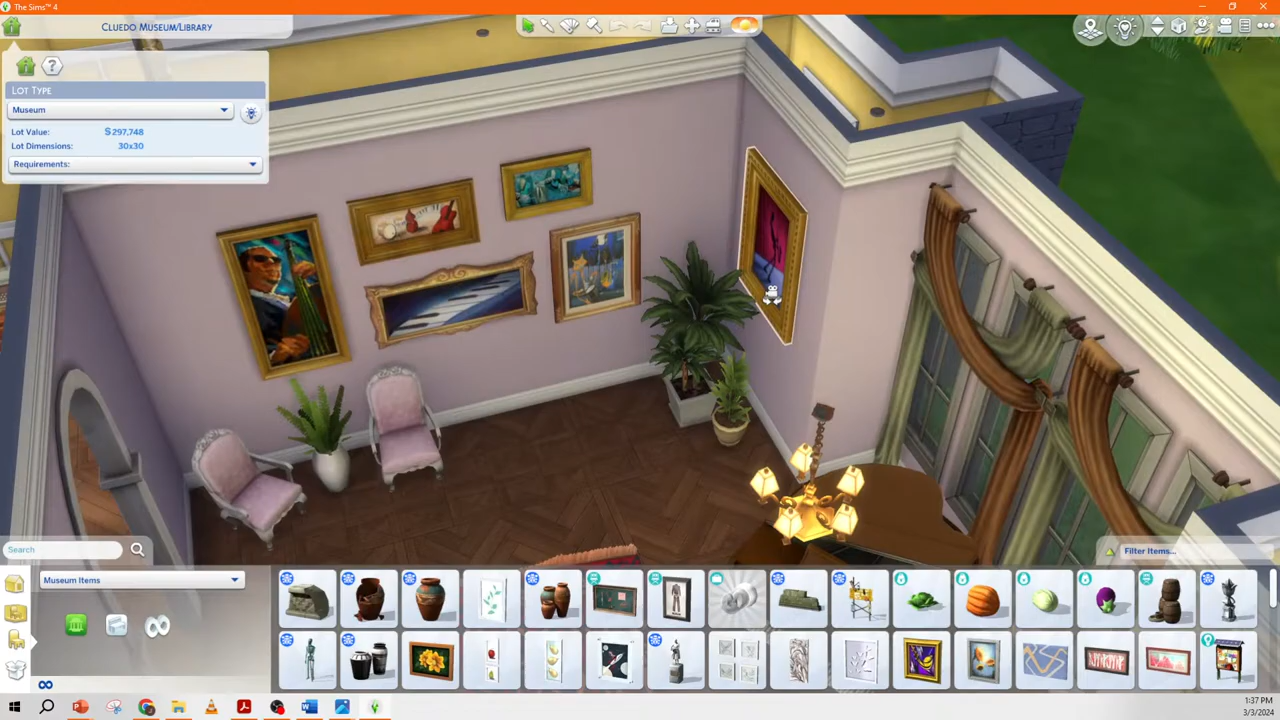 The Sims™ 4
CLUEDO MUSEUM/LIBRARY
LOT TYPE
Museum
Lot Value: $297,748
Lot Dimensions: 30x30
Requirements:
Search
Filter Items...
Museum Items
1:37 PM
3/3/2024